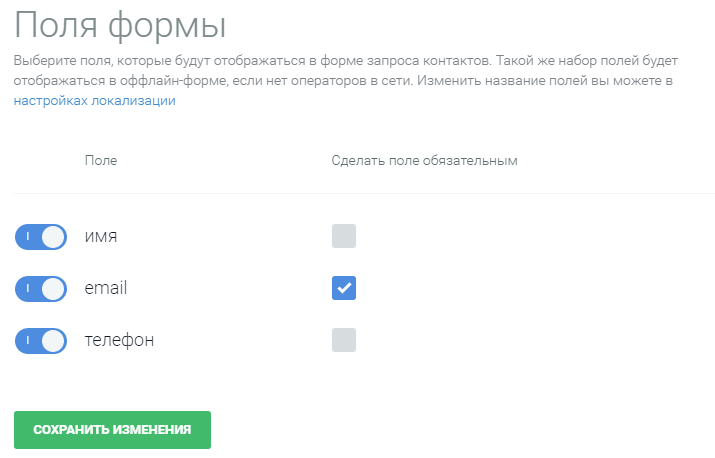 Поля формы
Выберите поля, которые будут отображаться в форме запроса контактов. Такой же набор полей будет
отображаться в оффлайн-форме, если нет операторов в сети. Изменить название полей вы можете в
настройках локализации
Поле Сделать поле обязательным
имя
email
телефон
СОХРАНИТЬ ИЗМЕНЕНИЯ